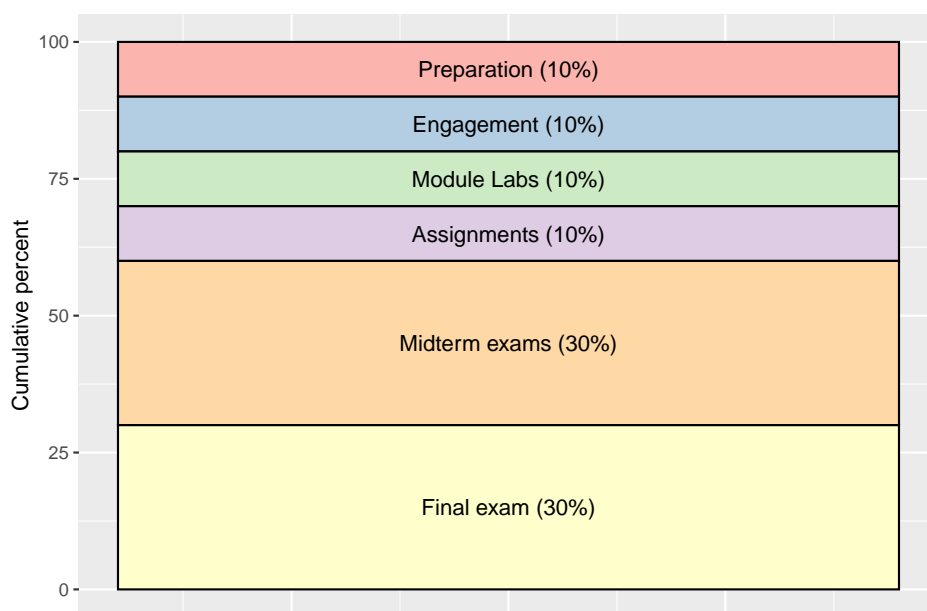 100
Preparation (10%)
Engagement (10%)
75
Module Labs (10%)
Assignments (10%)
Cumulative percent
50
Midterm exams (30%)
25
Final exam (30%)
0